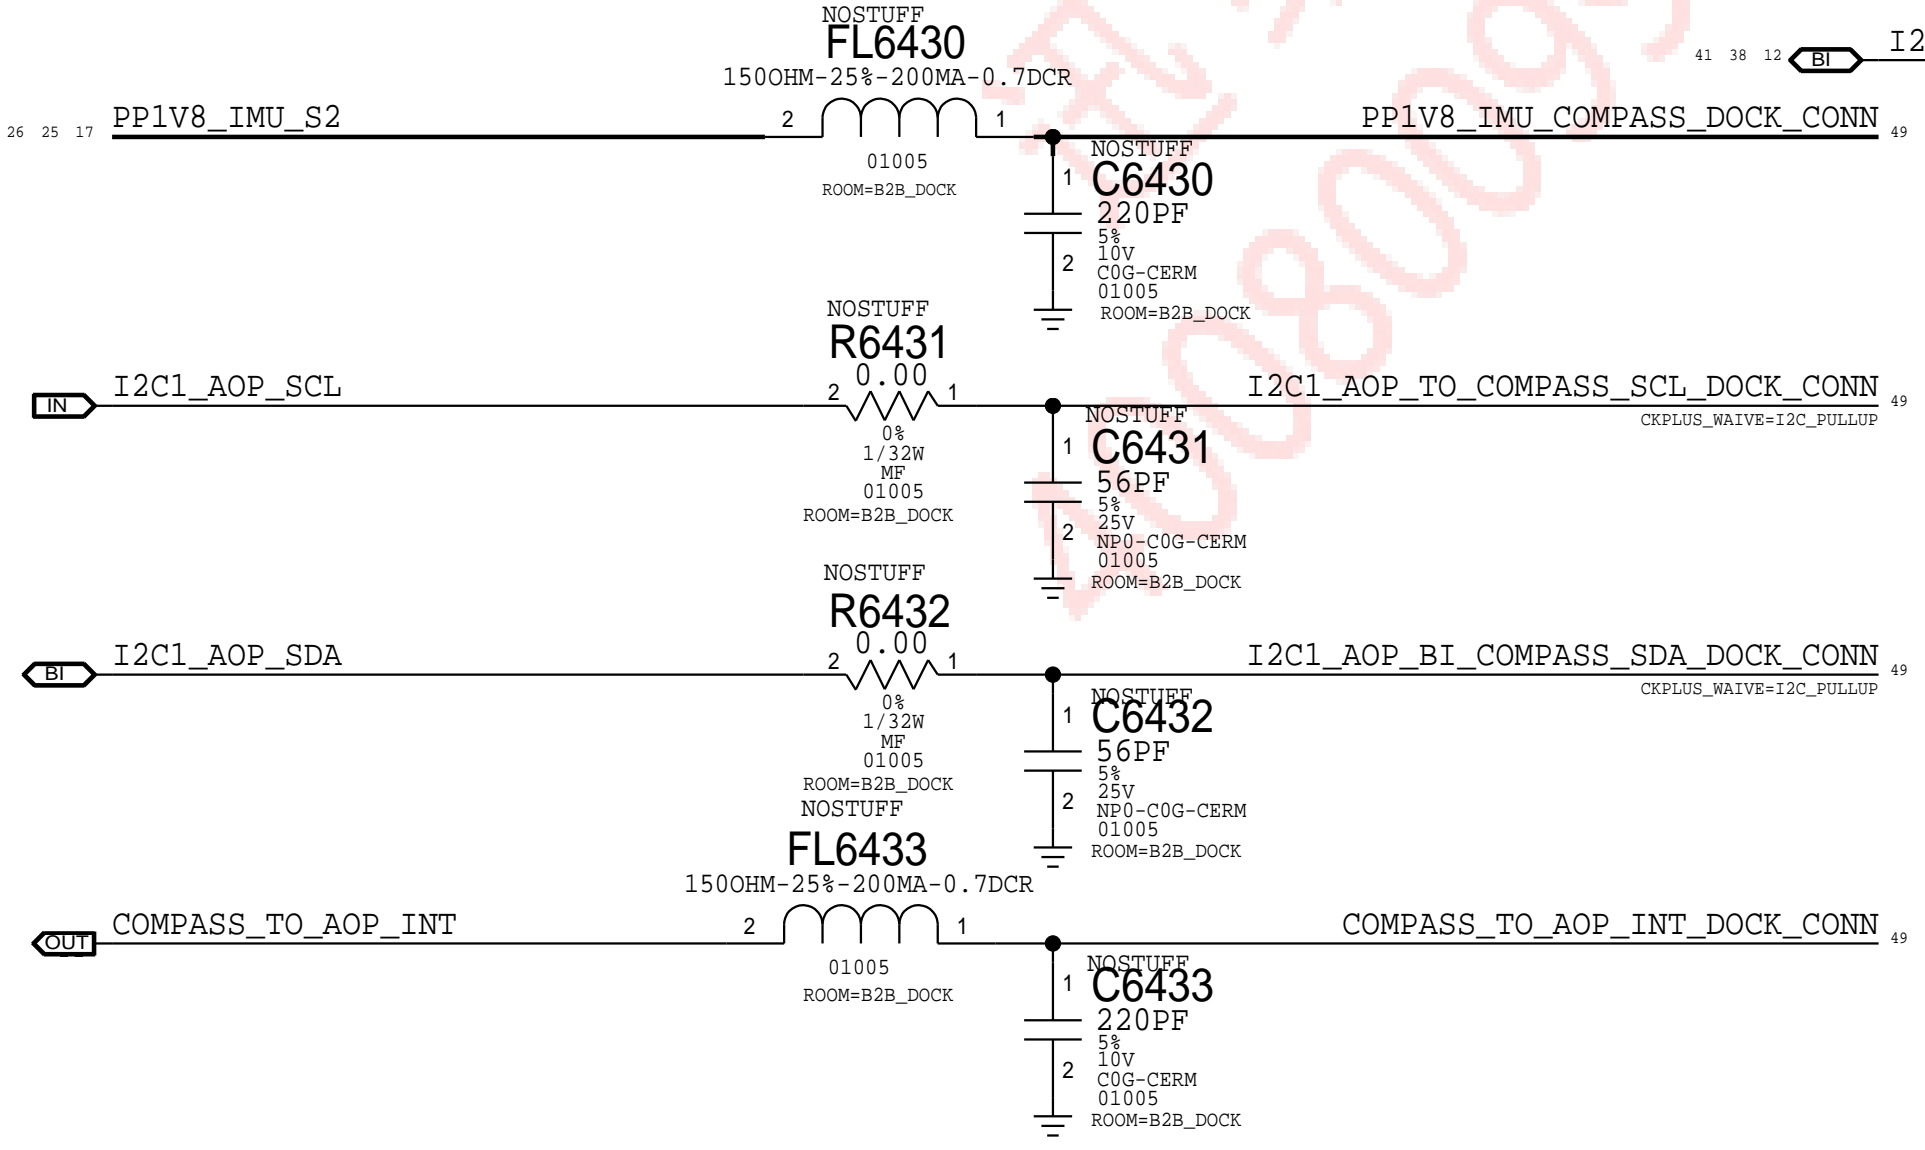 NOSTUFF
FL6430
150OHM-25%-200MA-0.7DCR
41 38 12 BI I2
26 25 17 PP1V8_IMU_S2 2 1 PP1V8_IMU_COMPASS_DOCK_CONN 49
01005
ROOM=B2B_DOCK
NOSTUFF
1 C6430
220PF
5%
10V
2 C0G-CERM
01005
ROOM=B2B_DOCK
NOSTUFF
R6431
0.00
IN I2C1_AOP_SCL 2 1 I2C1_AOP_TO_COMPASS_SCL_DOCK_CONN 49
CKPLUS_WAIVE=I2C_PULLUP
0%
1/32W
MF
01005
ROOM=B2B_DOCK
NOSTUFF
1 C6431
56PF
5%
25V
2 NP0-C0G-CERM
01005
ROOM=B2B_DOCK
NOSTUFF
R6432
0.00
BI I2C1_AOP_SDA 2 1 I2C1_AOP_BI_COMPASS_SDA_DOCK_CONN 49
CKPLUS_WAIVE=I2C_PULLUP
0%
1/32W
MF
01005
ROOM=B2B_DOCK
NOSTUFF
1 C6432
56PF
5%
25V
2 NP0-C0G-CERM
01005
ROOM=B2B_DOCK
NOSTUFF
FL6433
150OHM-25%-200MA-0.7DCR
OUT COMPASS_TO_AOP_INT 2 1 COMPASS_TO_AOP_INT_DOCK_CONN 49
01005
ROOM=B2B_DOCK
NOSTUFF
1 C6433
220PF
5%
10V
2 C0G-CERM
01005
ROOM=B2B_DOCK